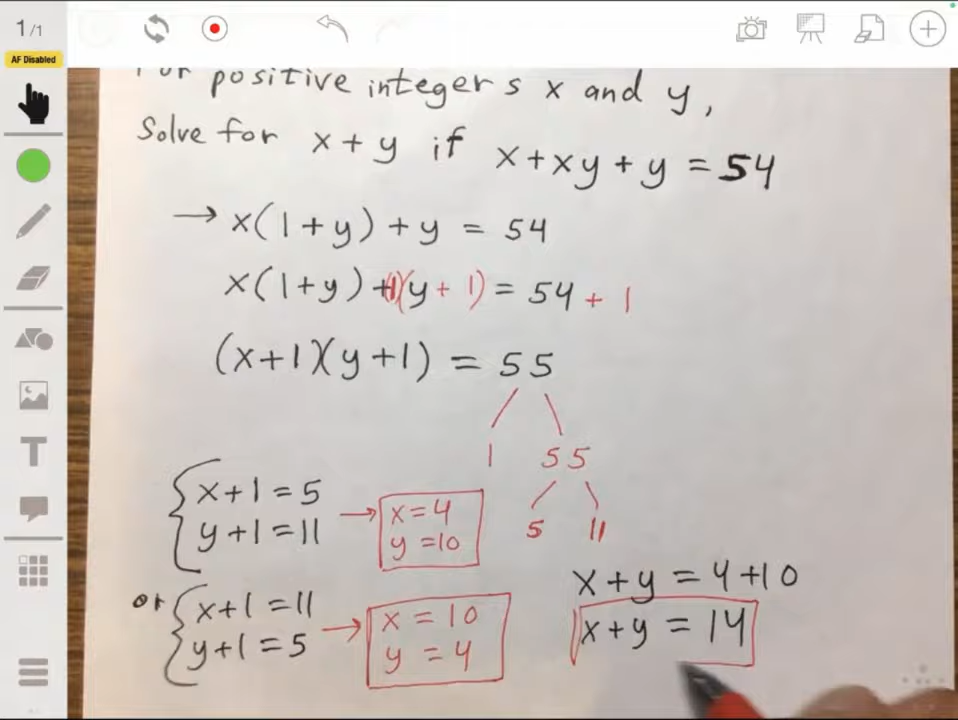 1/1
AF Disabled
For positive integers x and y,
Solve for x + y if x + xy + y = 54
→ x(1 + y) + y = 54
x(1 + y) + 1(y + 1) = 54 + 1
(x+1)(y+1) = 55
1 55
5 11
{ x+1 = 5
y+1 = 11
→ x = 4
y = 10
or { x+1 = 11
y+1 = 5
→ x = 10
y = 4
x + y = 4 + 10
x + y = 14
T